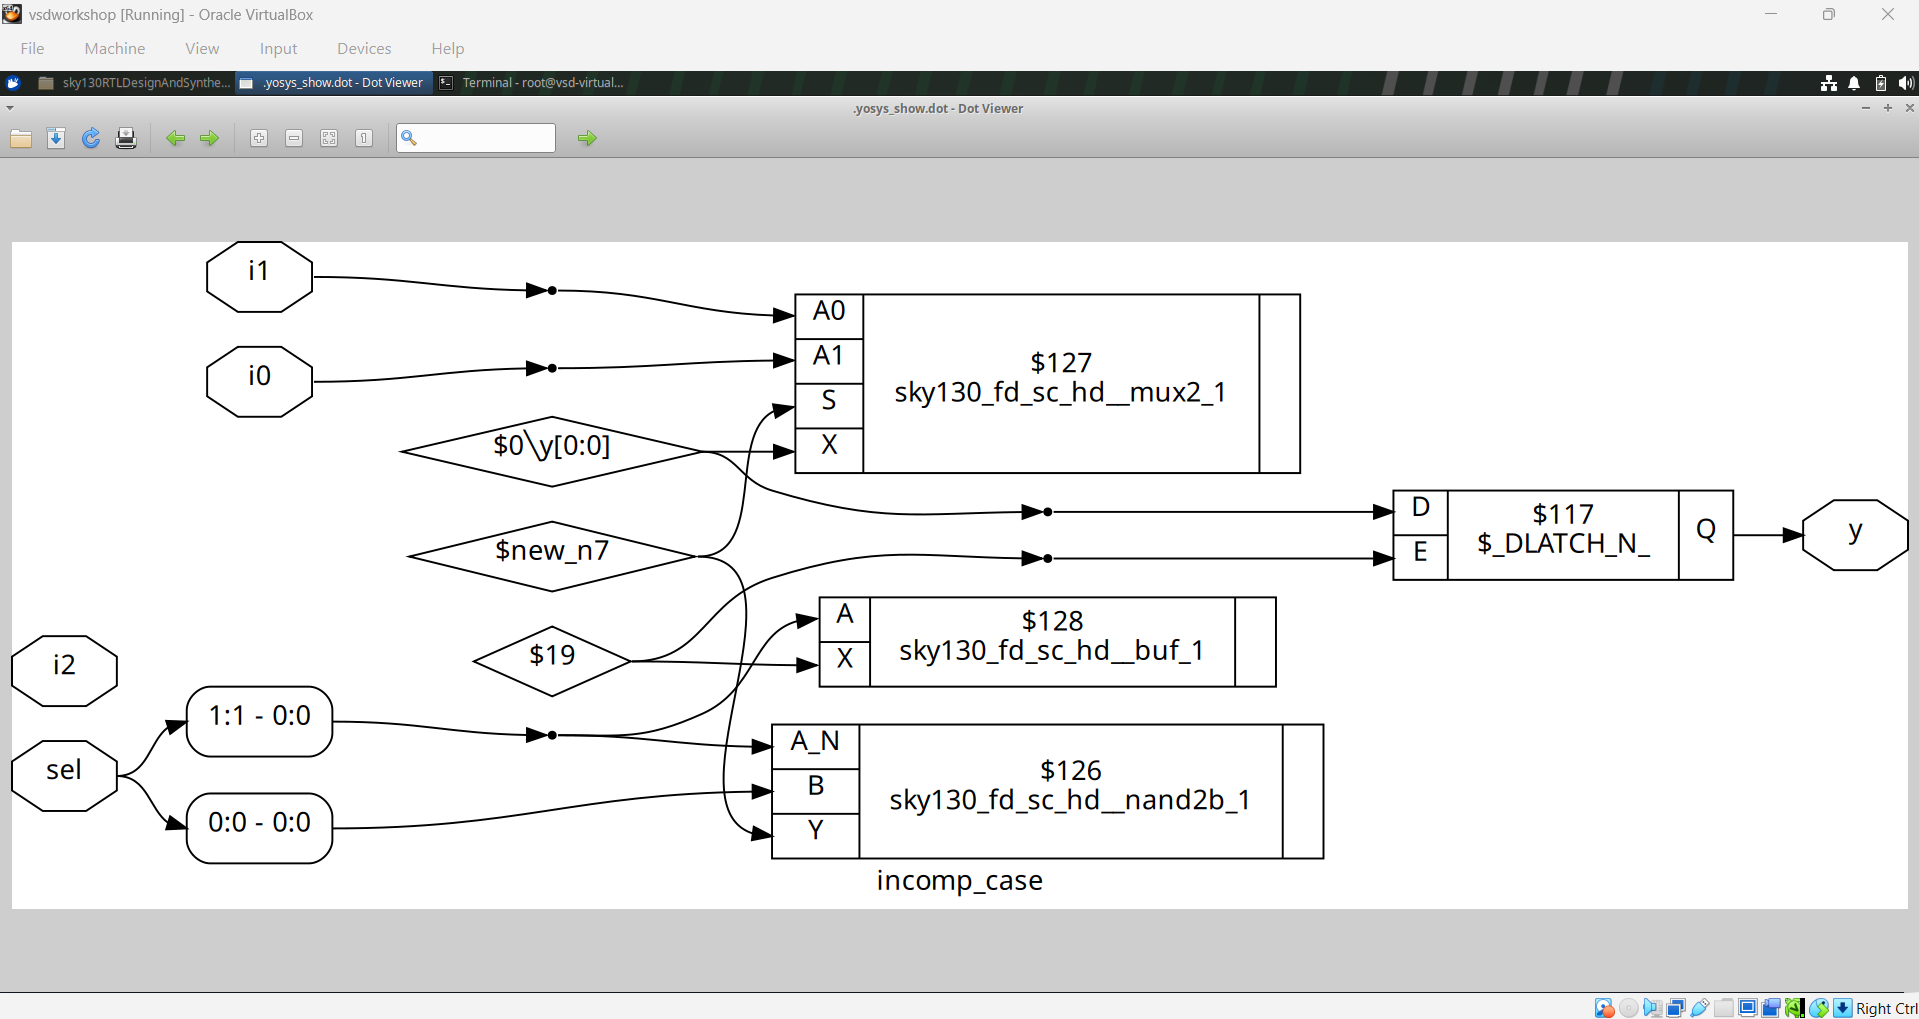 vsdworkshop [Running] - Oracle VirtualBox
File Machine View Input Devices Help
sky130RTLDesignAndSynthe... .yosys_show.dot - Dot Viewer Terminal - root@vsd-virtual...
.yosys_show.dot - Dot Viewer
1
i1
i0
$0\y[0:0]
$new_n7
$19
i2
sel
1:1 - 0:0
0:0 - 0:0
A0
A1
S
X
$127
sky130_fd_sc_hd__mux2_1
D
E
$117
$_DLATCH_N_
Q
y
A
X
$128
sky130_fd_sc_hd__buf_1
A_N
B
Y
$126
sky130_fd_sc_hd__nand2b_1
incomp_case
Right Ctrl